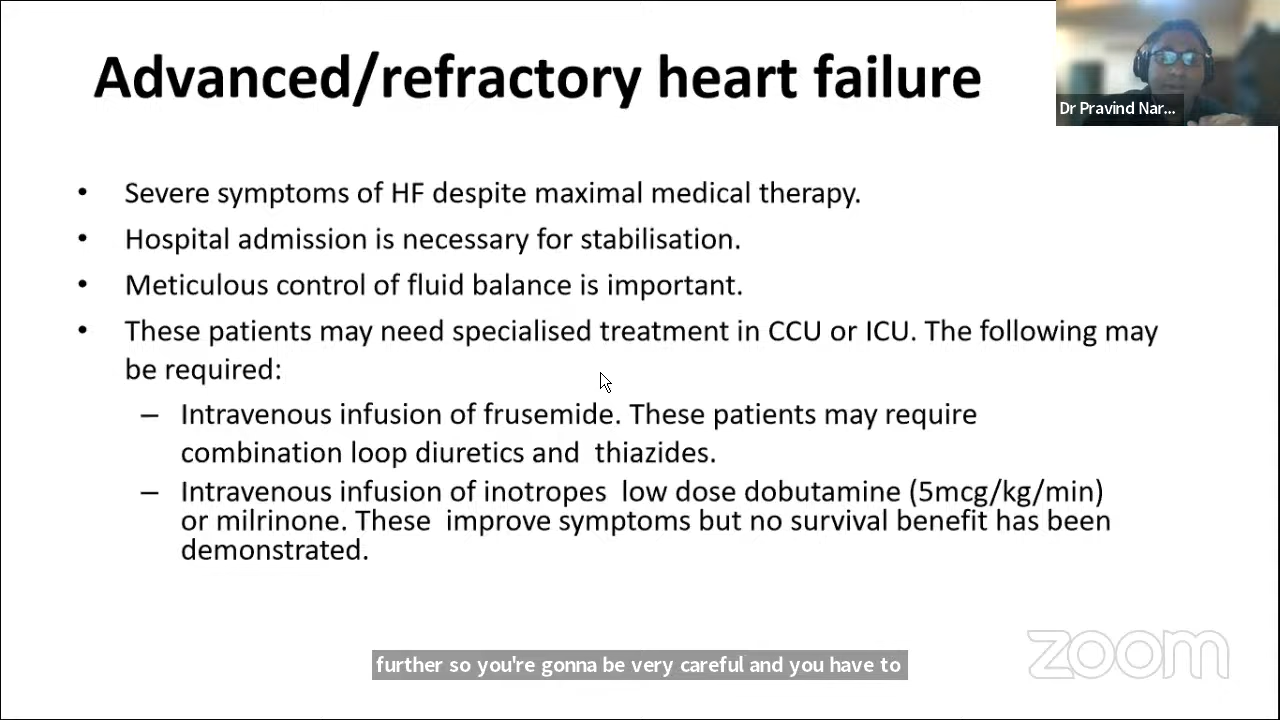 Advanced/refractory heart failure
Dr Pravind Nar...
• Severe symptoms of HF despite maximal medical therapy.
• Hospital admission is necessary for stabilisation.
• Meticulous control of fluid balance is important.
• These patients may need specialised treatment in CCU or ICU. The following may
be required:
– Intravenous infusion of frusemide. These patients may require
combination loop diuretics and thiazides.
– Intravenous infusion of inotropes low dose dobutamine (5mcg/kg/min)
or milrinone. These improve symptoms but no survival benefit has been
demonstrated.
zoom
further so you're gonna be very careful and you have to